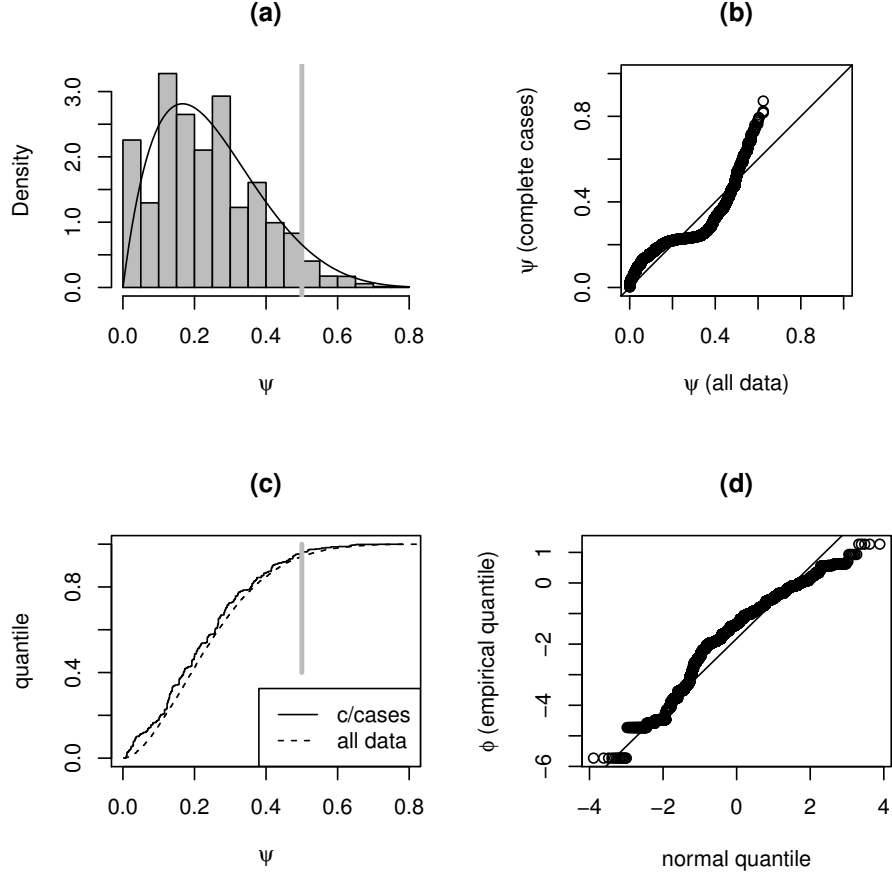 (a)
Density
0.0 1.0 2.0 3.0
0.0 0.2 0.4 0.6 0.8
ψ
(b)
ψ (complete cases)
0.0 0.4 0.8
0.0 0.4 0.8
ψ (all data)
(c)
quantile
0.0 0.4 0.8
c/cases
all data
0.0 0.2 0.4 0.6 0.8
ψ
(d)
ϕ (empirical quantile)
−6 −4 −2 0 1
−4 −2 0 2 4
normal quantile